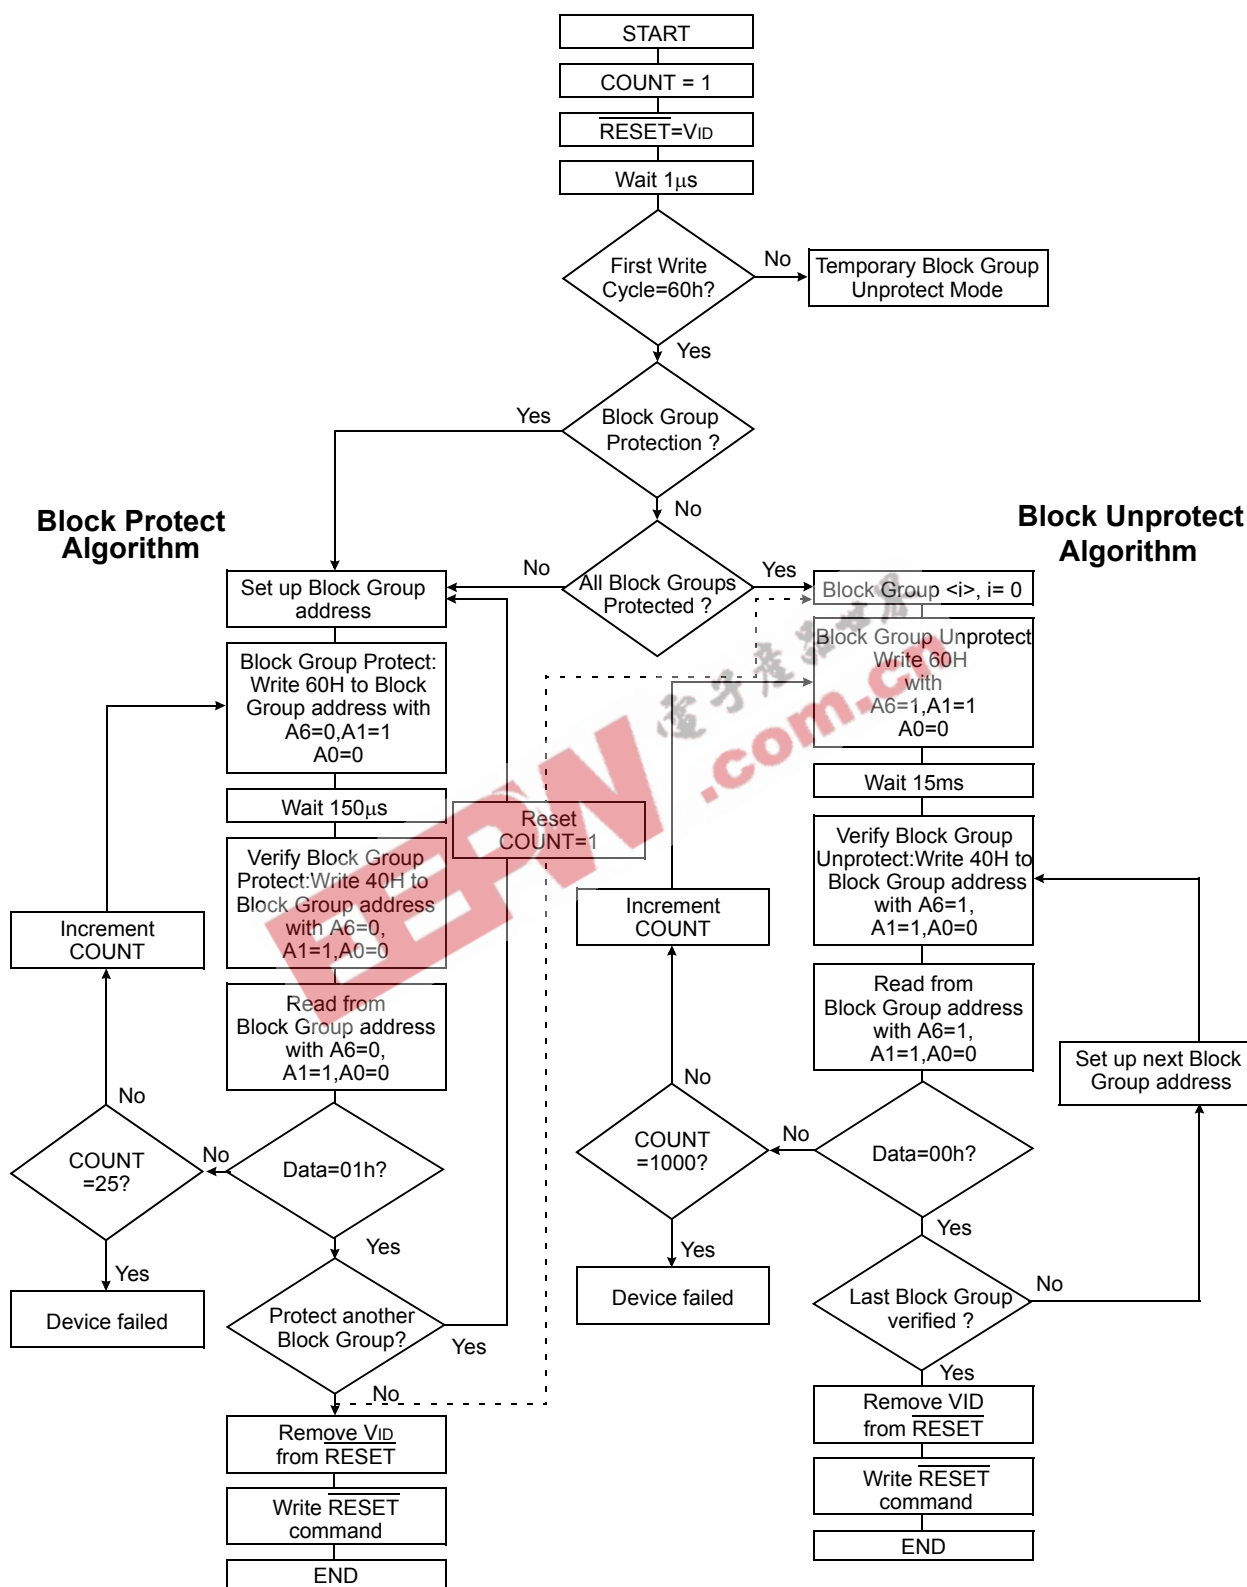 START
COUNT = 1
RESET=VID
Wait 1μs
First Write
Cycle=60h?
No
Temporary Block Group
Unprotect Mode
Yes
Block Group
Protection ?
Yes
No
Block Protect
Algorithm
Block Unprotect
Algorithm
All Block Groups
Protected ?
No
Yes
Set up Block Group
address
Block Group Protect:
Write 60H to Block
Group address with
A6=0,A1=1
A0=0
Wait 150μs
Reset
COUNT=1
Verify Block Group
Protect:Write 40H to
Block Group address
with A6=0,
A1=1,A0=0
Increment
COUNT
Read from
Block Group address
with A6=0,
A1=1,A0=0
No
COUNT
=25?
No
Data=01h?
Yes
Yes
Device failed
Protect another
Block Group?
Yes
No
Remove VID
from RESET
Write RESET
command
END
Block Group <i>, i= 0
Block Group Unprotect
Write 60H
with
A6=1,A1=1
A0=0
Wait 15ms
Verify Block Group
Unprotect:Write 40H to
Block Group address
with A6=1,
A1=1,A0=0
Increment
COUNT
Read from
Block Group address
with A6=1,
A1=1,A0=0
Set up next Block
Group address
No
COUNT
=1000?
No
Data=00h?
Yes
Yes
Device failed
Last Block Group
verified ?
No
Yes
Remove VID
from RESET
Write RESET
command
END
EEPW
.com.cn
電子產品世界